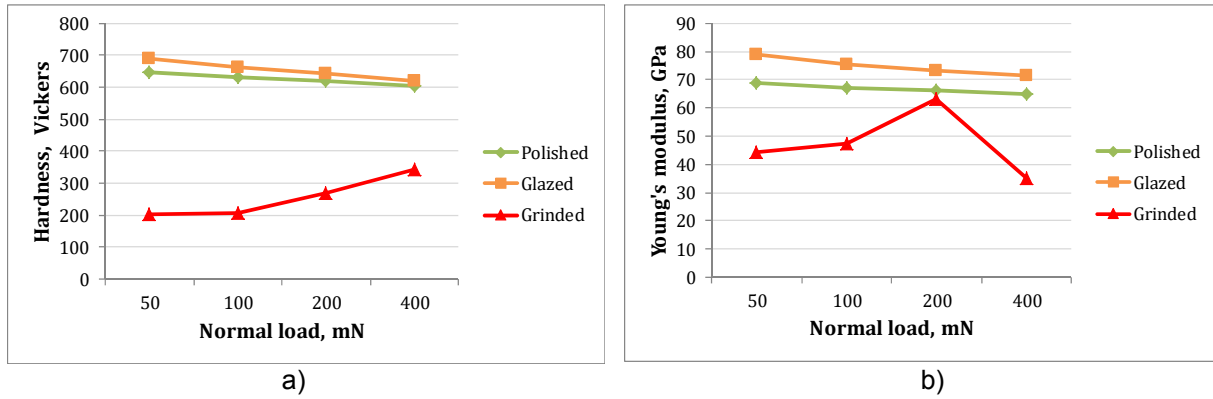 800
700
600
500
400
300
200
100
0
Hardness, Vickers
50 100 200 400
Normal load, mN
Polished
Glazed
Grinded
a)
90
80
70
60
50
40
30
20
10
0
Young's modulus, GPa
50 100 200 400
Normal load, mN
Polished
Glazed
Grinded
b)